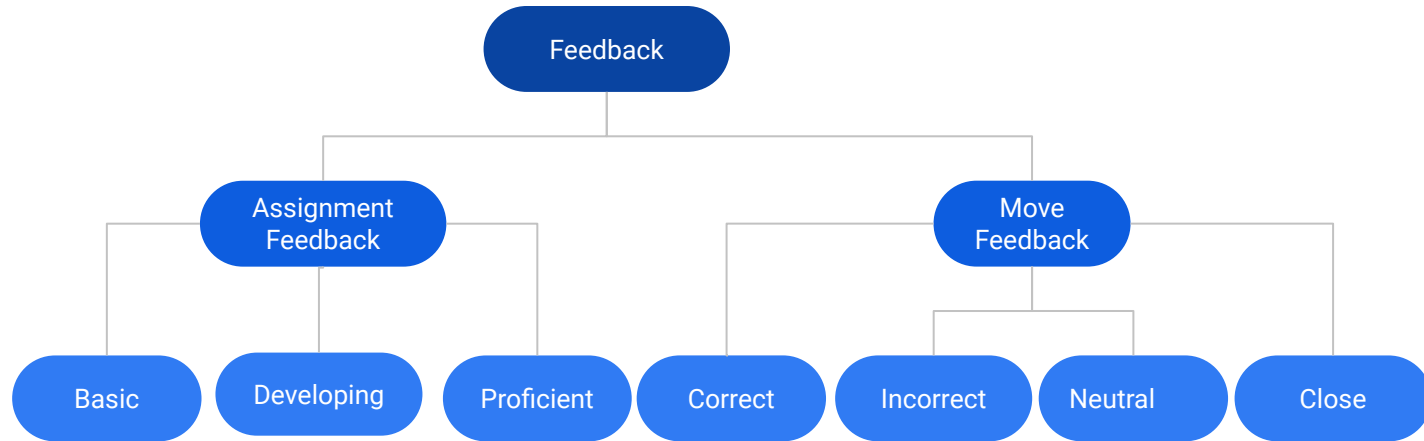 Feedback
Assignment
Feedback
Move
Feedback
Basic
Developing
Proficient
Correct
Incorrect
Neutral
Close